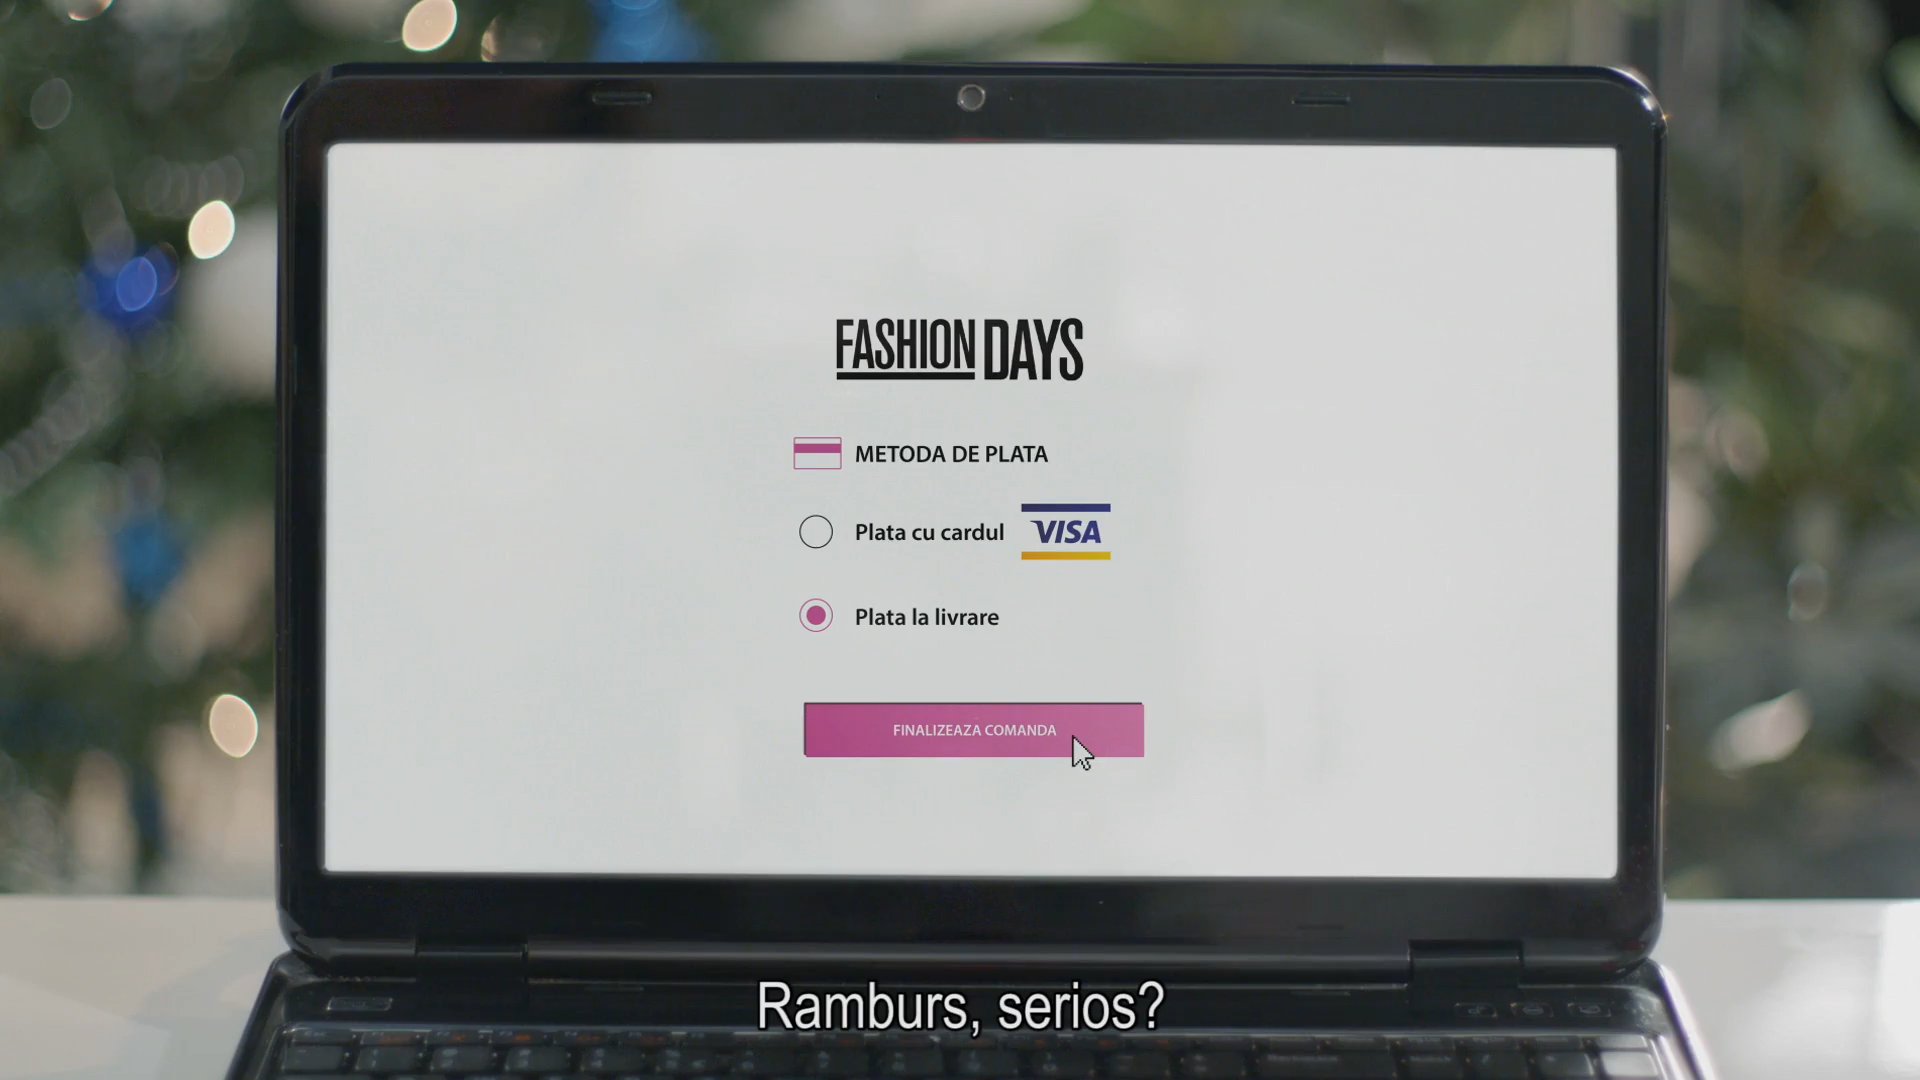 FASHION DAYS
METODA DE PLATA
Plata cu cardul VISA
Plata la livrare
FINALIZEAZA COMANDA
Ramburs, serios?